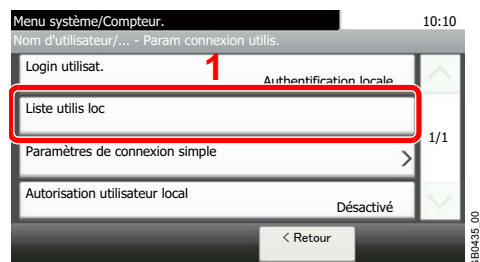 Menu système/Compteur.
10:10
Nom d'utilisateur/... - Param connexion utilis.
Login utilisat.
1
Authentification locale
Liste utilis loc
1/1
Paramètres de connexion simple
>
Autorisation utilisateur local
Désactivé
< Retour
GB0435_00